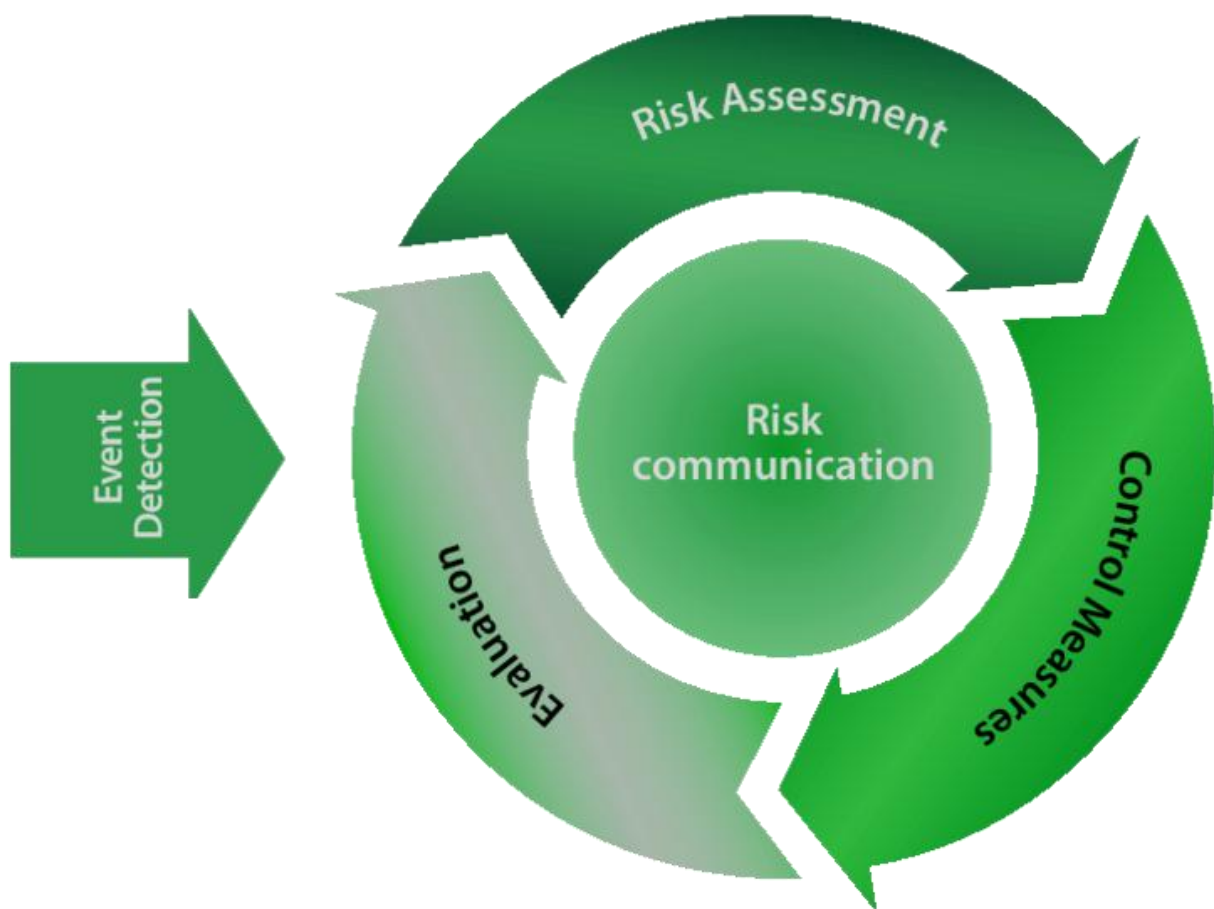 Risk Assessment
Event
Detection
Risk
communication
Control Measures
Evaluation